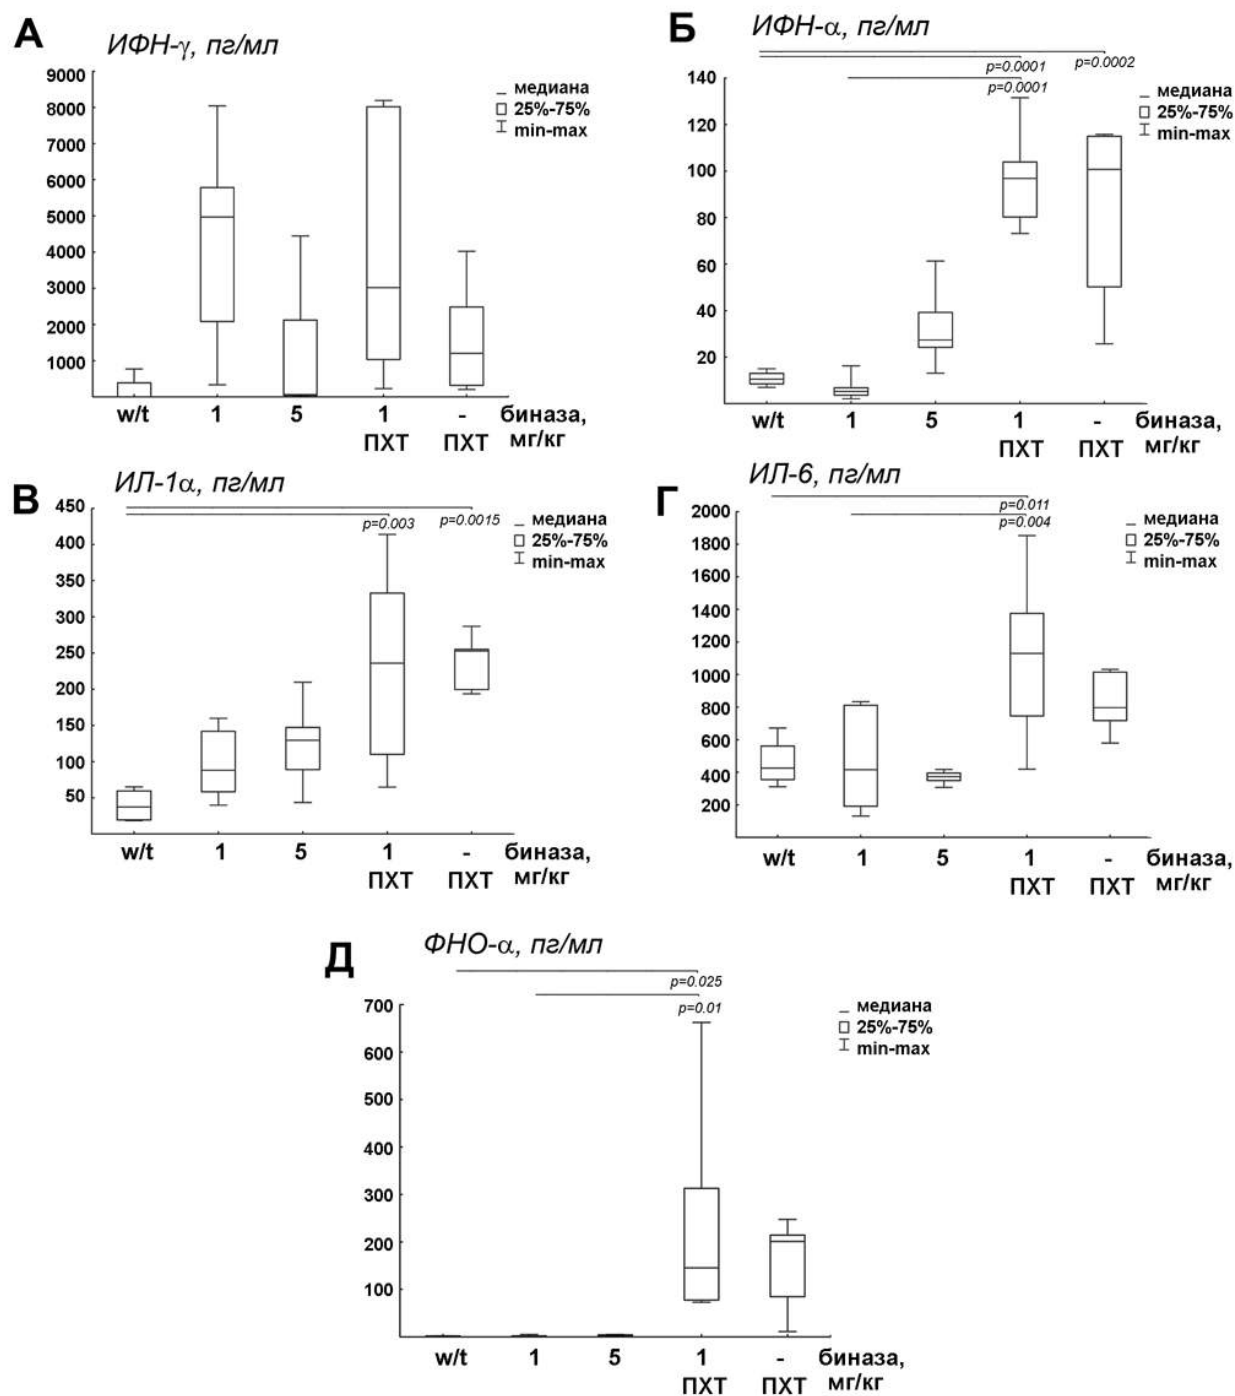 А
ИФН-γ, пг/мл
9000
8000
7000
6000
5000
4000
3000
2000
1000
_ медиана
25%-75%
min-max
w/t 1 5 1 - биназа,
ПХТ ПХТ мг/кг
Б
ИФН-α, пг/мл
p=0.0001 p=0.0002
p=0.0001
140
120
100
80
60
40
20
_ медиана
25%-75%
min-max
w/t 1 5 1 - биназа,
ПХТ ПХТ мг/кг
В
ИЛ-1α, пг/мл
p=0.003 p=0.0015
450
400
350
300
250
200
150
100
50
_ медиана
25%-75%
min-max
w/t 1 5 1 - биназа,
ПХТ ПХТ мг/кг
Г
ИЛ-6, пг/мл
p=0.011
p=0.004
2000
1800
1600
1400
1200
1000
800
600
400
200
_ медиана
25%-75%
min-max
w/t 1 5 1 - биназа,
ПХТ ПХТ мг/кг
Д
ФНО-α, пг/мл
p=0.025
p=0.01
700
600
500
400
300
200
100
_ медиана
25%-75%
min-max
w/t 1 5 1 - биназа,
ПХТ ПХТ мг/кг